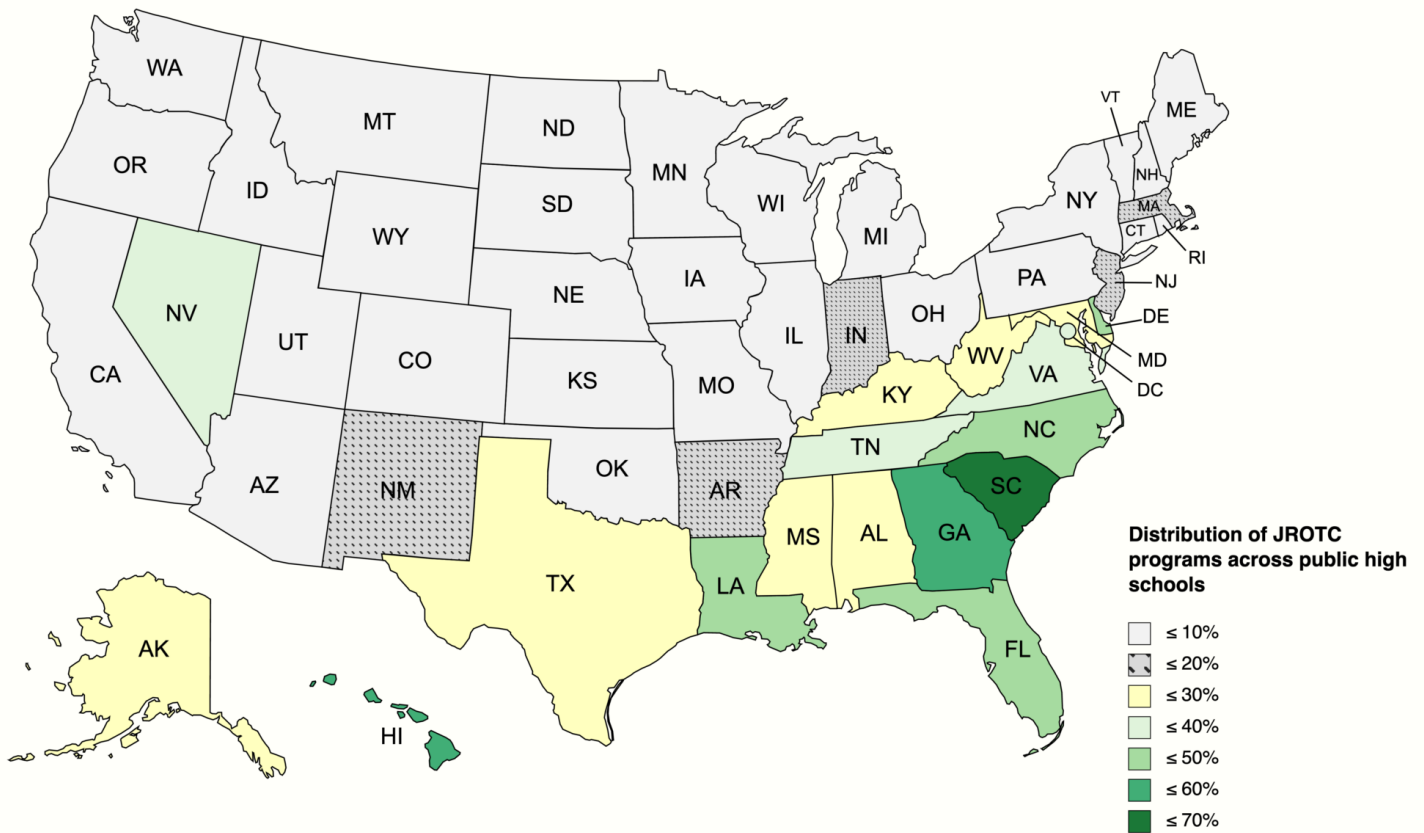 WA
MT
ND
MN
VT
ME
OR
ID
SD
WI
MI
NY
NH
MA
CT
RI
WY
IA
NE
PA
NJ
NV
UT
CO
IL
IN
OH
DE
WV
MD
DC
CA
KS
MO
KY
VA
AZ
NM
OK
AR
TN
NC
SC
MS
AL
GA
TX
LA
FL
AK
HI
Distribution of JROTC
programs across public high
schools
≤ 10%
≤ 20%
≤ 30%
≤ 40%
≤ 50%
≤ 60%
≤ 70%